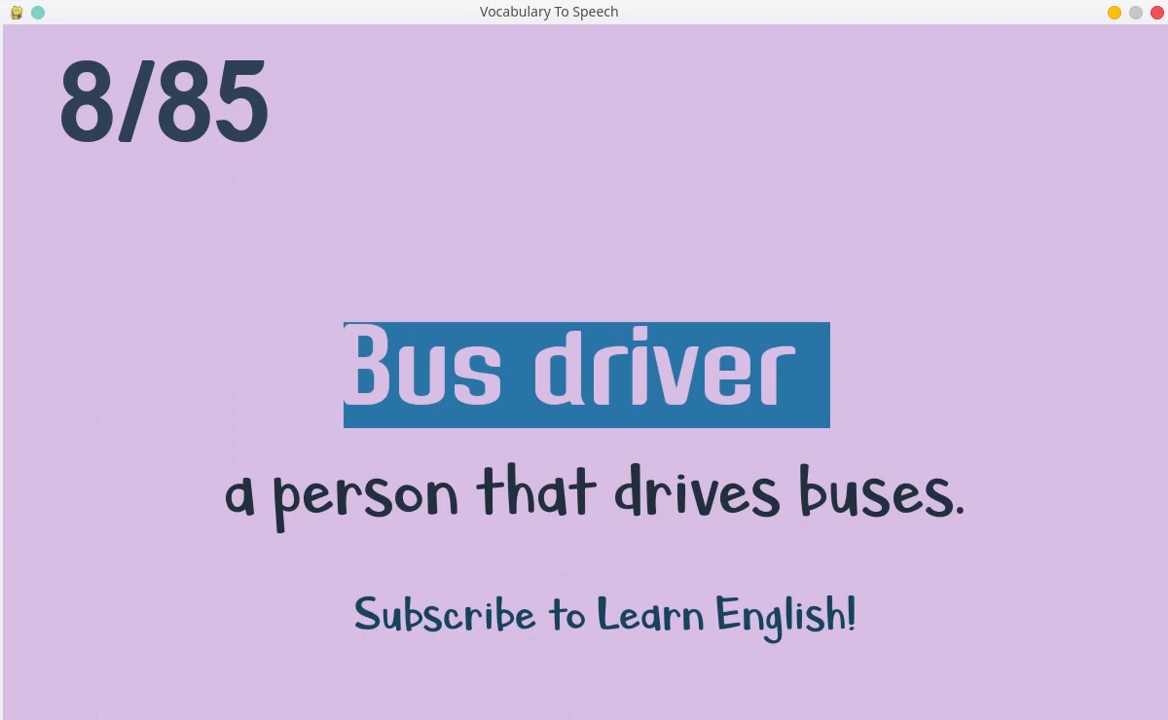 Vocabulary To Speech
8/85
Bus driver
a person that drives buses.
Subscribe to Learn English!